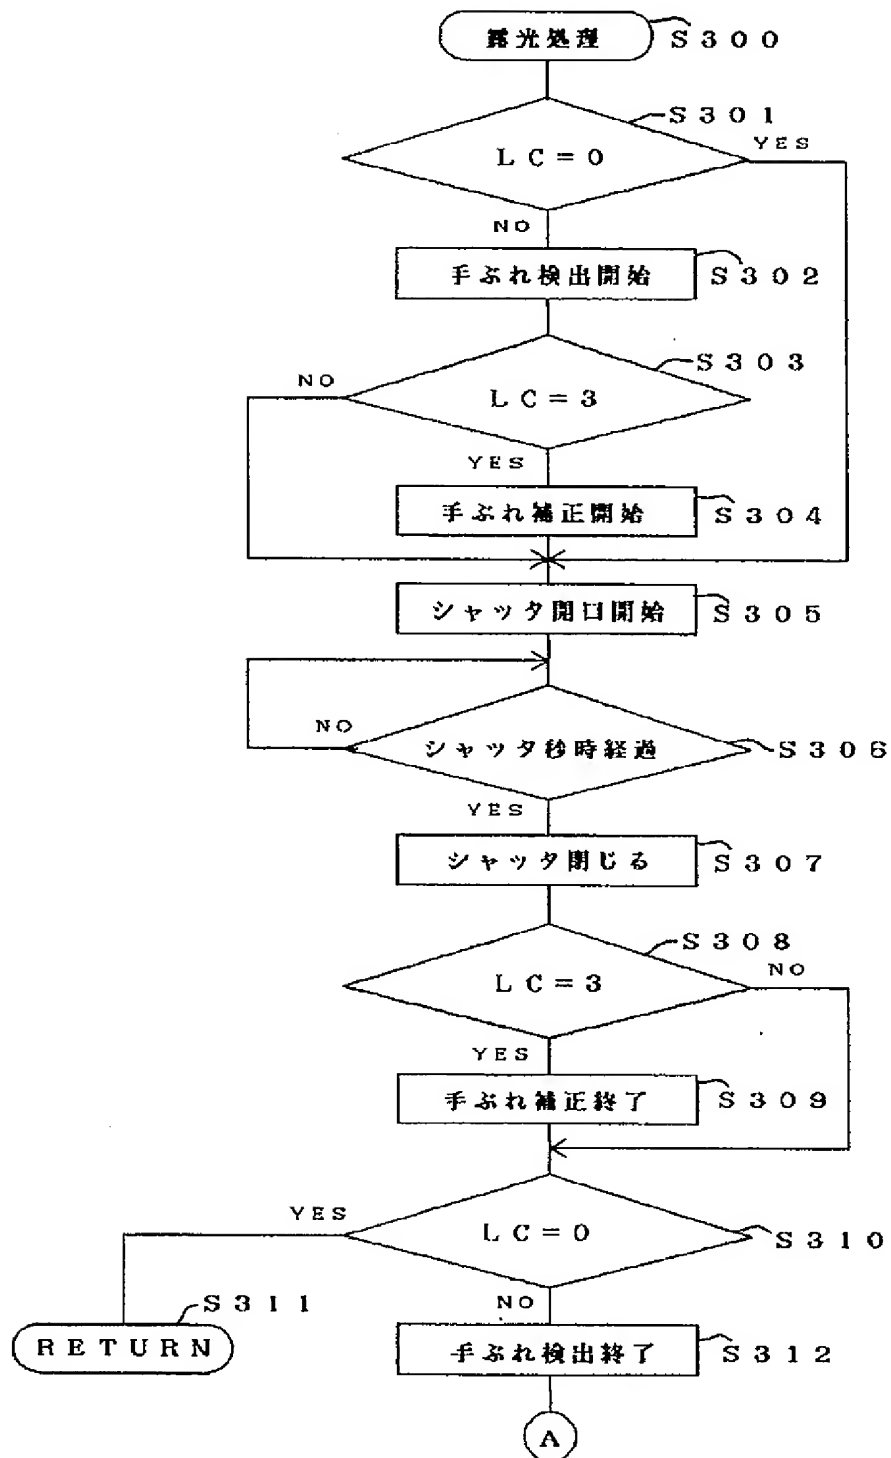 露光処理 S300
S301
LC=0
YES
NO
手ぶれ検出開始 S302
S303
NO
LC=3
YES
手ぶれ補正開始 S304
シャッタ開口開始 S305
NO
シャッタ秒時経過 S306
YES
シャッタ閉じる S307
S308
NO
LC=3
YES
手ぶれ補正終了 S309
YES
LC=0 S310
NO
S311
RETURN
手ぶれ検出終了 S312
A